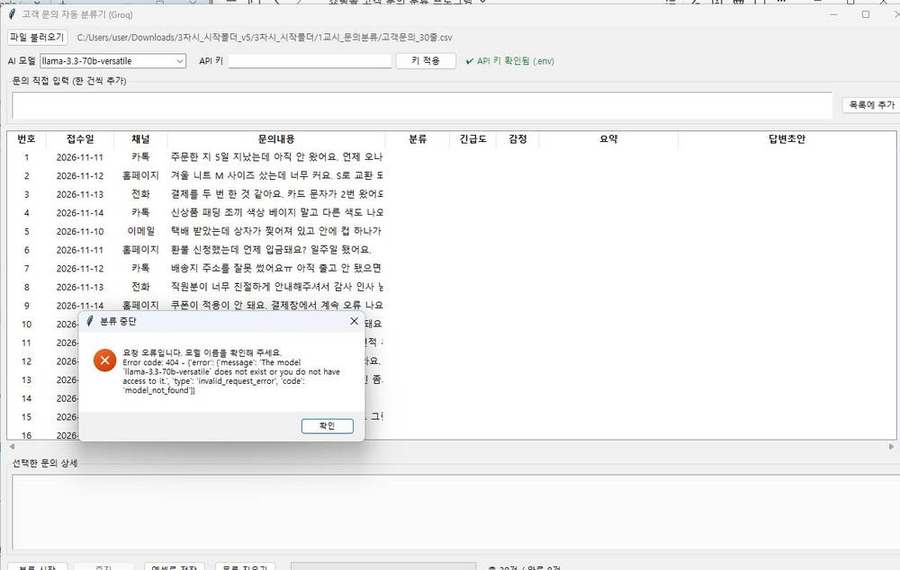 고객 문의 자동 분류기 (Groq)
파일 불러오기 C:/Users/user/Downloads/3차시_시작폴더_v5/3차시_시작폴더/1교시_문의분류/고객문의_30줄.csv
AI 모델 llama-3.3-70b-versatile API 키 키 적용 ✔ API 키 확인됨 (.env)
문의 직접 입력 (한 건씩 추가)
목록에 추가
번호 접수일 채널 문의내용 분류 긴급도 감정 요약 답변초안
1 2026-11-11 카톡 주문한 지 5일 지났는데 아직 안 왔어요. 언제 오나
2 2026-11-12 홈페이지 겨울 니트 M 사이즈 샀는데 너무 커요. S로 교환
3 2026-11-13 전화 결제를 두 번 한 것 같아요. 카드 문자가 2번 왔어요
4 2026-11-14 카톡 신상품 패딩 조끼 색상 베이지 말고 다른 색도 나오
5 2026-11-10 이메일 택배 받았는데 상자가 찢어져 있고 안에 컵 하나가
6 2026-11-11 홈페이지 환불 신청했는데 언제 입금돼요? 일주일 됐어요.
7 2026-11-12 카톡 배송지 주소를 잘못 썼어요ㅠ 아직 출고 안 됐으면
8 2026-11-13 전화 직원분이 너무 친절하게 안내해주셔서 감사 인사
9 2026-11-14 홈페이지 쿠폰이 적용이 안 돼요. 결제창에서 계속 오류 나요
10
11
12
13
14
15 2026-
16 2026-
분류 중단
요청 오류입니다. 모델 이름을 확인해 주세요.
Error code: 404 - {'error': {'message': 'The model
'llama-3.3-70b-versatile' does not exist or you do not have
access to it.', 'type': 'invalid_request_error', 'code':
'model_not_found'}}
확인
선택한 문의 상세